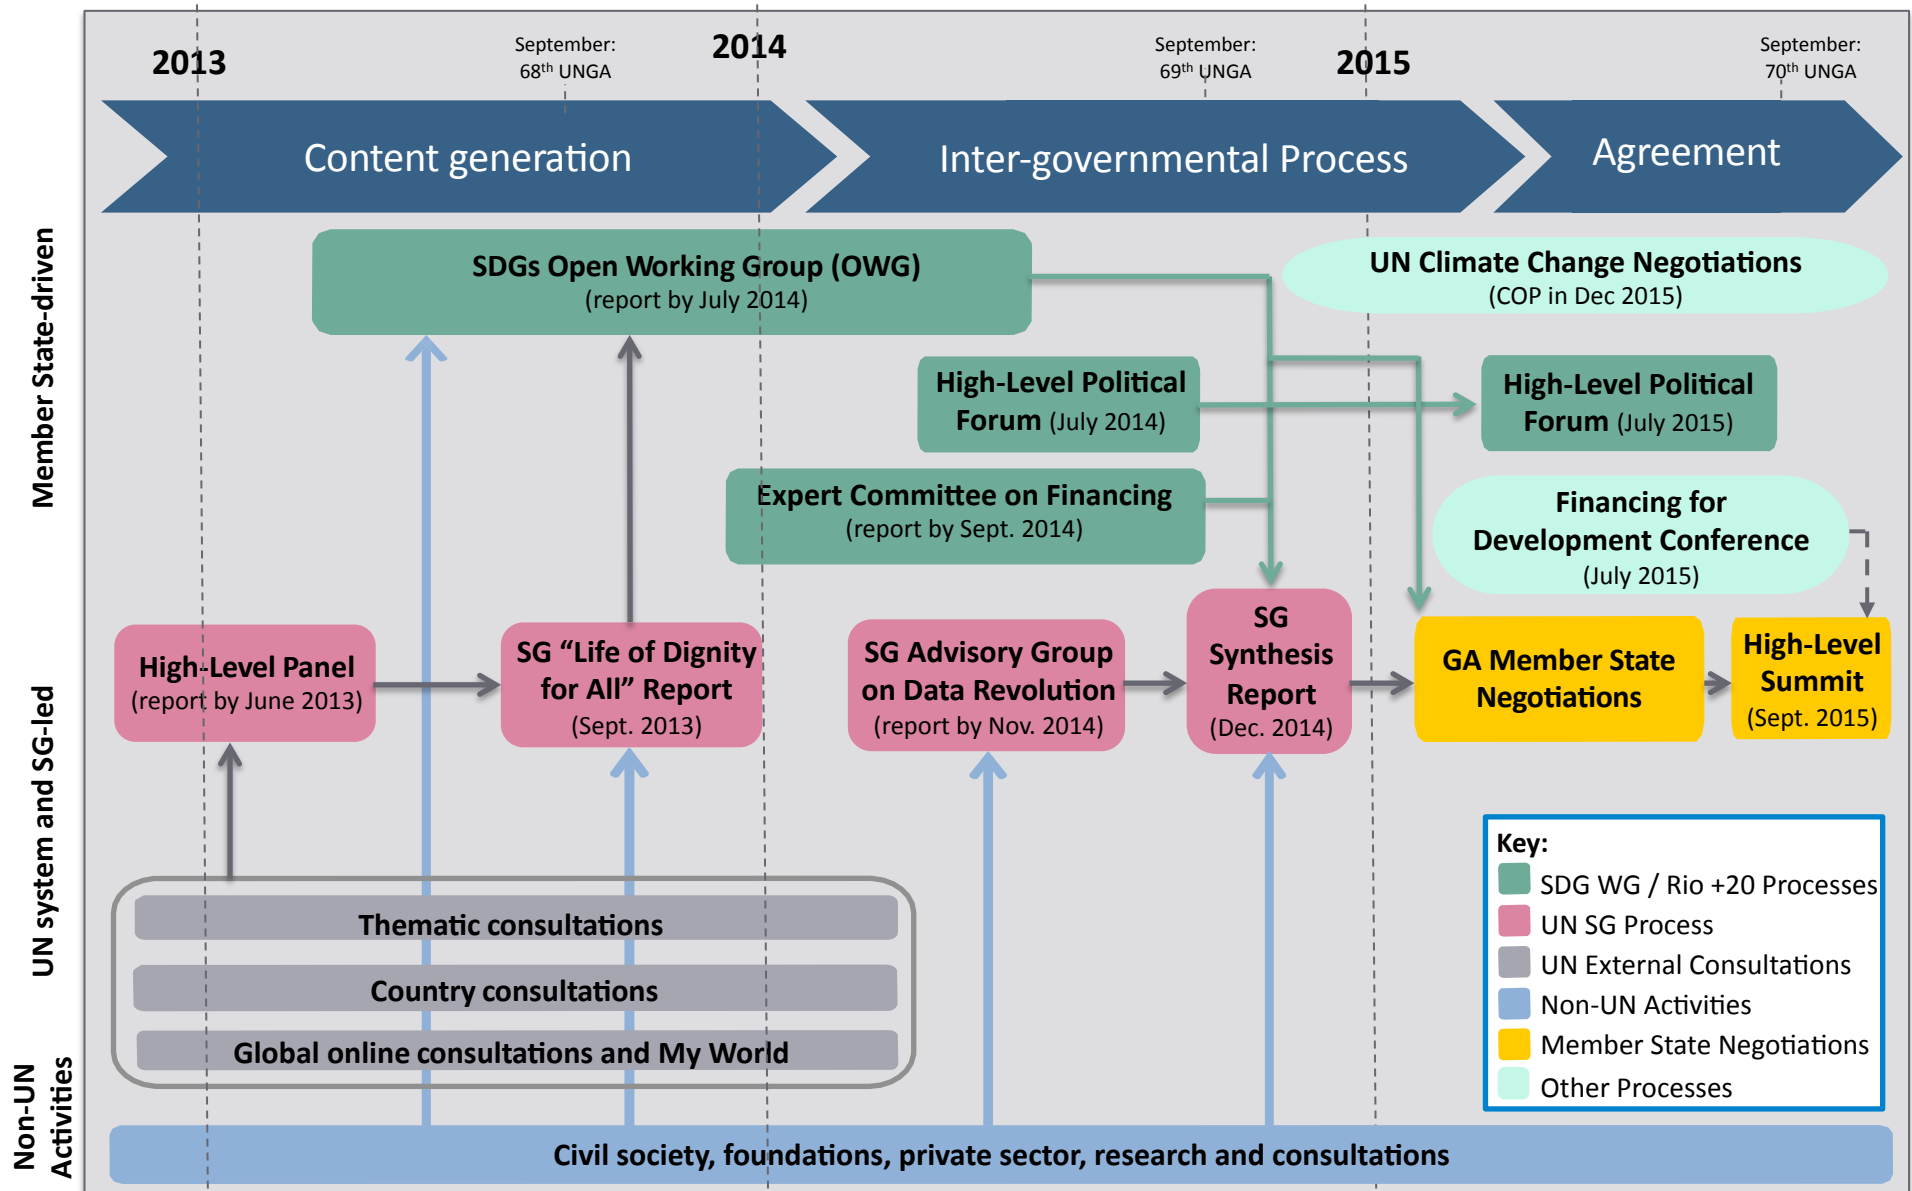 2013
September:
68th UNGA
2014
September:
69th UNGA
2015
September:
70th UNGA
Content generation
Inter-governmental Process
Agreement
Member State-driven
SDGs Open Working Group (OWG)
(report by July 2014)
UN Climate Change Negotiations
(COP in Dec 2015)
High-Level Political
Forum (July 2014)
High-Level Political
Forum (July 2015)
Expert Committee on Financing
(report by Sept. 2014)
Financing for
Development Conference
(July 2015)
UN system and SG-led
High-Level Panel
(report by June 2013)
SG “Life of Dignity
for All” Report
(Sept. 2013)
SG Advisory Group
on Data Revolution
(report by Nov. 2014)
SG
Synthesis
Report
(Dec. 2014)
GA Member State
Negotiations
High-Level
Summit
(Sept. 2015)
Thematic consultations
Country consultations
Global online consultations and My World
Key:
SDG WG / Rio +20 Processes
UN SG Process
UN External Consultations
Non-UN Activities
Member State Negotiations
Other Processes
Non-UN
Activities
Civil society, foundations, private sector, research and consultations